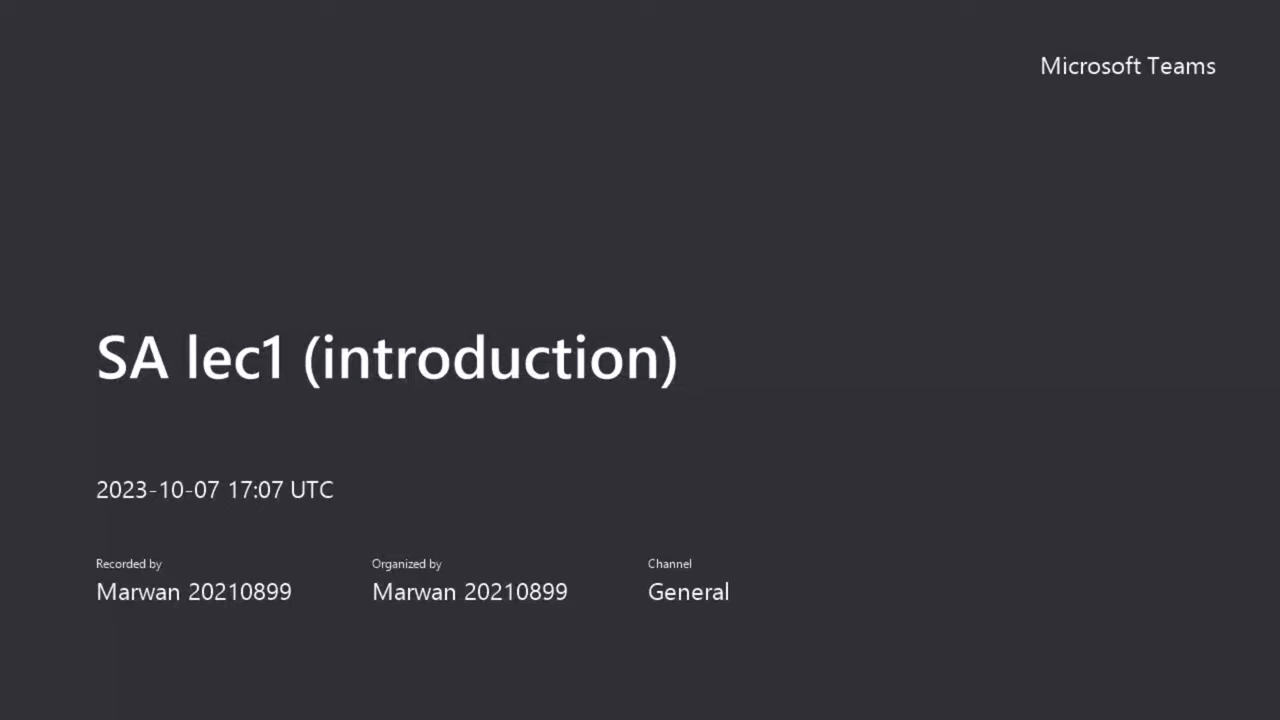 Microsoft Teams
SA lec1 (introduction)
2023-10-07 17:07 UTC
Recorded by
Marwan 20210899
Organized by
Marwan 20210899
Channel
General